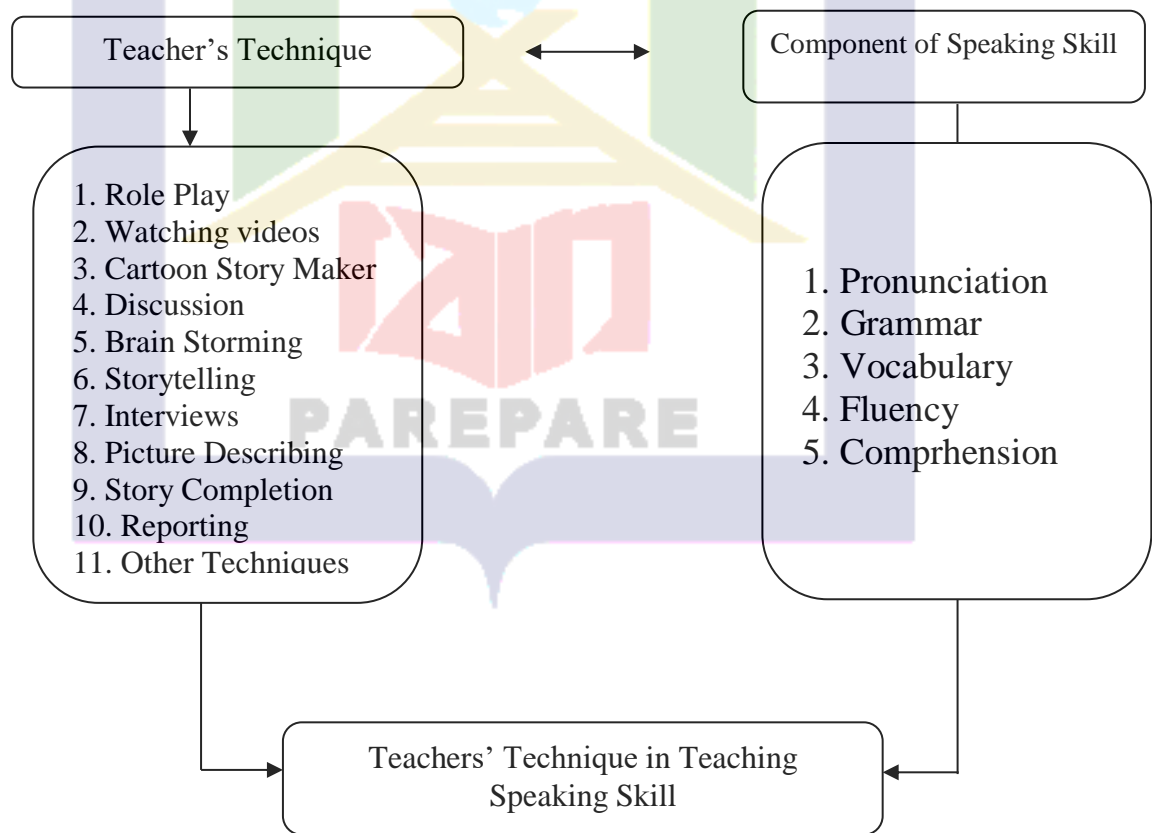 Teacher's Technique
Component of Speaking Skill
1. Role Play
2. Watching videos
3. Cartoon Story Maker
4. Discussion
5. Brain Storming
6. Storytelling
7. Interviews
8. Picture Describing
9. Story Completion
10. Reporting
11. Other Techniques
1. Pronunciation
2. Grammar
3. Vocabulary
4. Fluency
5. Comprhension
PAREPARE
Teachers' Technique in Teaching
Speaking Skill